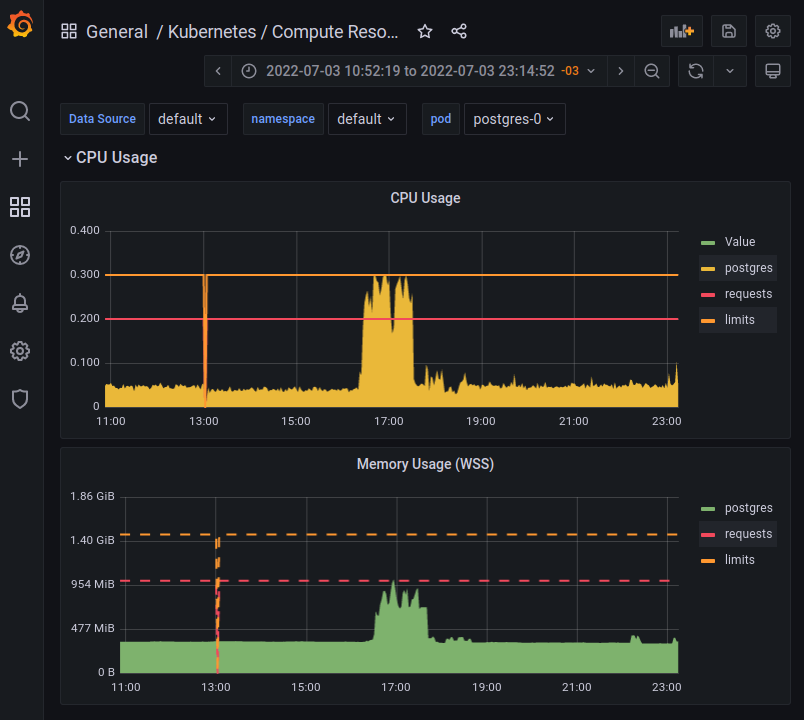 General / Kubernetes / Compute Reso...
2022-07-03 10:52:19 to 2022-07-03 23:14:52 -03
Data Source default namespace default pod postgres-0
CPU Usage
CPU Usage
0.400
0.300
0.200
0.100
0
11:00 13:00 15:00 17:00 19:00 21:00 23:00
Value
postgres
requests
limits
Memory Usage (WSS)
1.86 GiB
1.40 GiB
954 MiB
477 MiB
0 B
11:00 13:00 15:00 17:00 19:00 21:00 23:00
postgres
requests
limits